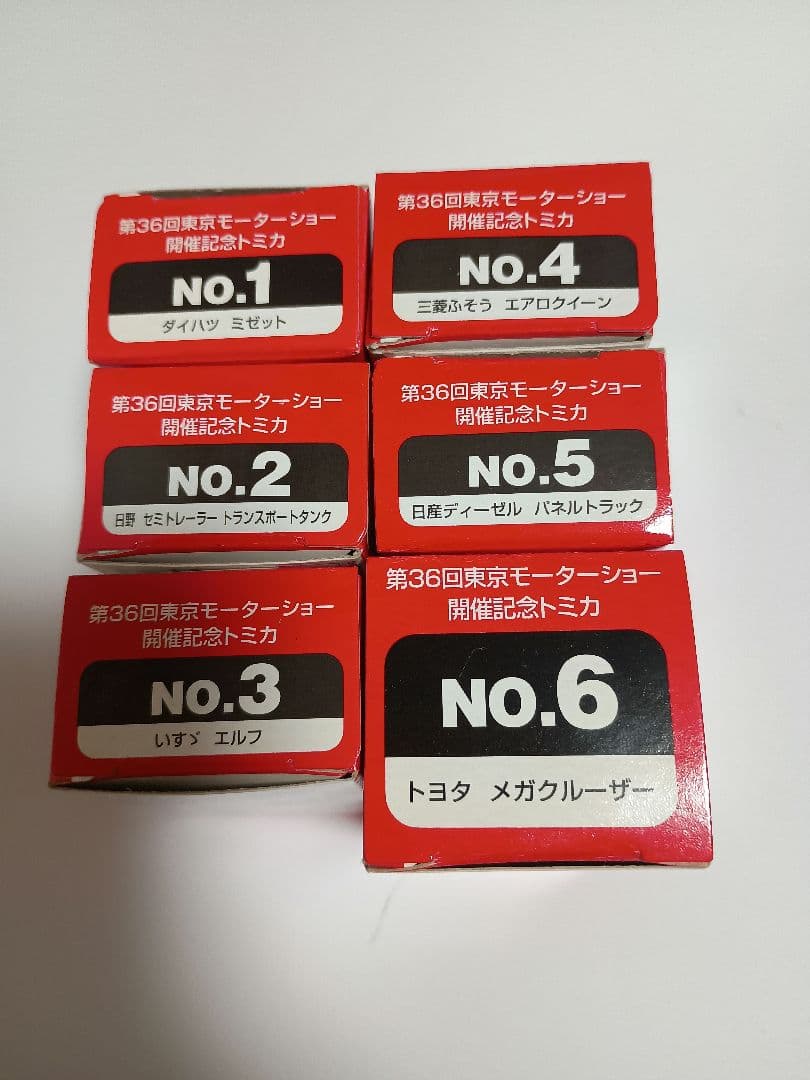 第36回東京モーターショー
開催記念トミカ
NO.1
ダイハツ ミゼット
第36回東京モーターショー
開催記念トミカ
NO.2
日野 セミトレーラー トランスポートタンク
第36回東京モーターショー
開催記念トミカ
NO.3
いすゞ エルフ
第36回東京モーターショー
開催記念トミカ
NO.4
三菱ふそう エアロクイーン
第36回東京モーターショー
開催記念トミカ
NO.5
日産ディーゼル パネルトラック
第36回東京モーターショー
開催記念トミカ
NO.6
トヨタ メガクルーザー